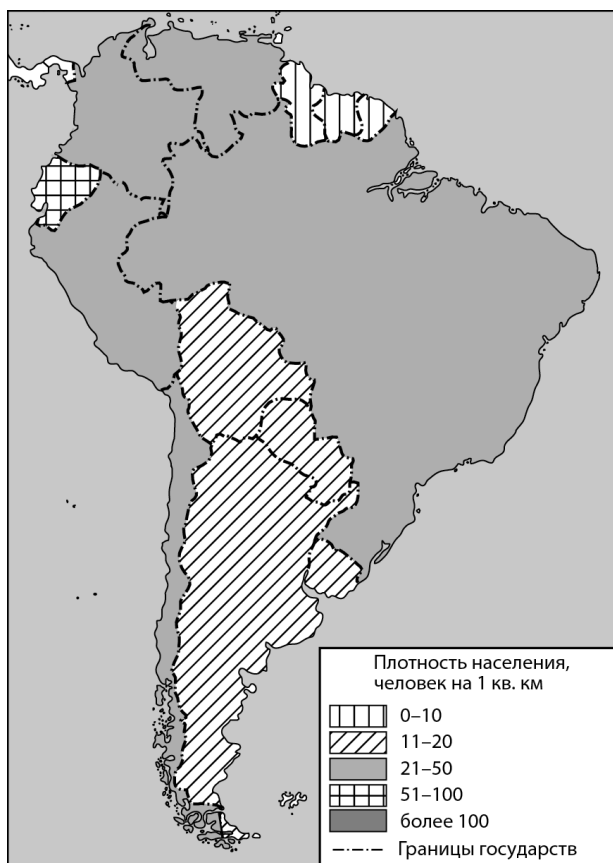 Плотность населения,
человек на 1 кв. км
0–10
11–20
21–50
51–100
более 100
Границы государств